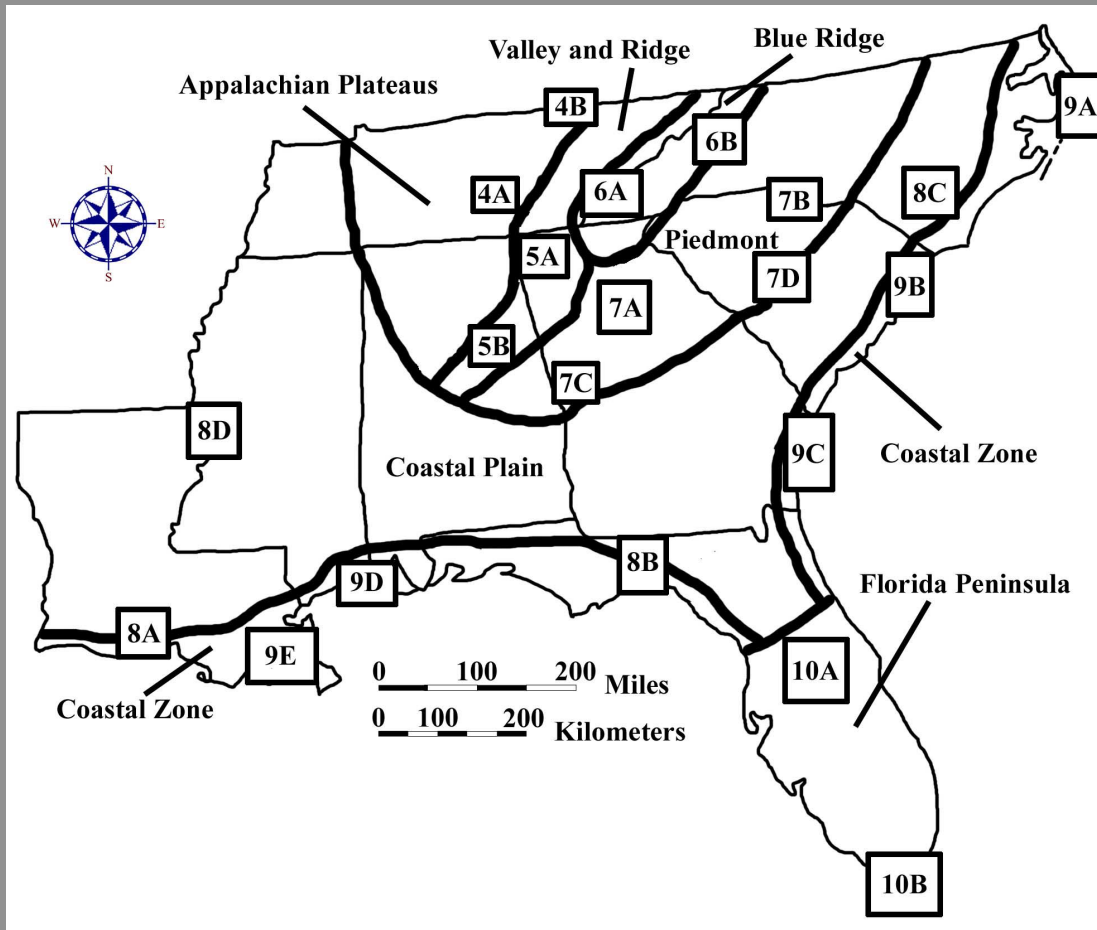 Blue Ridge
Valley and Ridge
Appalachian Plateaus
4B
9A
6B
N
W
E
S
4A
6A
7B
8C
Piedmont
5A
7D
9B
7A
5B
7C
8D
9C
Coastal Plain
Coastal Zone
8B
9D
Florida Peninsula
8A
9E
10A
0 100 200
Miles
Coastal Zone
0 100 200
Kilometers
10B